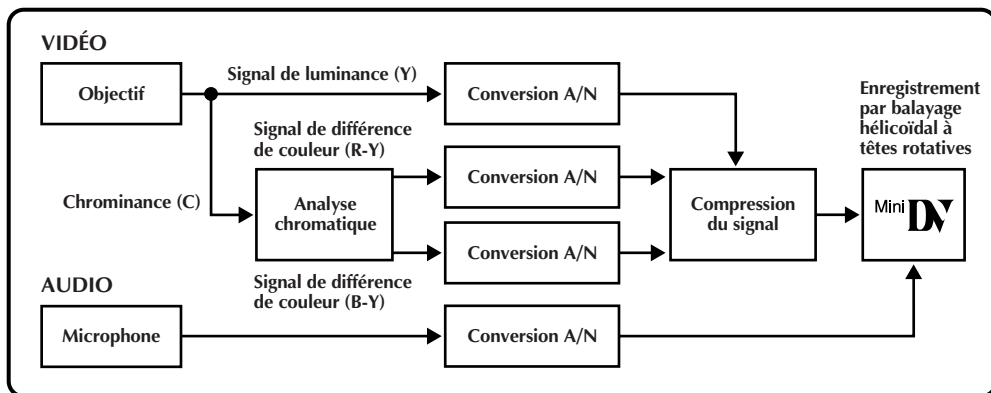 VIDÉO
Objectif
Signal de luminance (Y)
Conversion A/N
Enregistrement
par balayage
hélicoïdal à
têtes rotatives
Signal de différence
de couleur (R-Y)
Chrominance (C)
Analyse
chromatique
Conversion A/N
Conversion A/N
Compression
du signal
Mini DV
Signal de différence
de couleur (B-Y)
AUDIO
Microphone
Conversion A/N